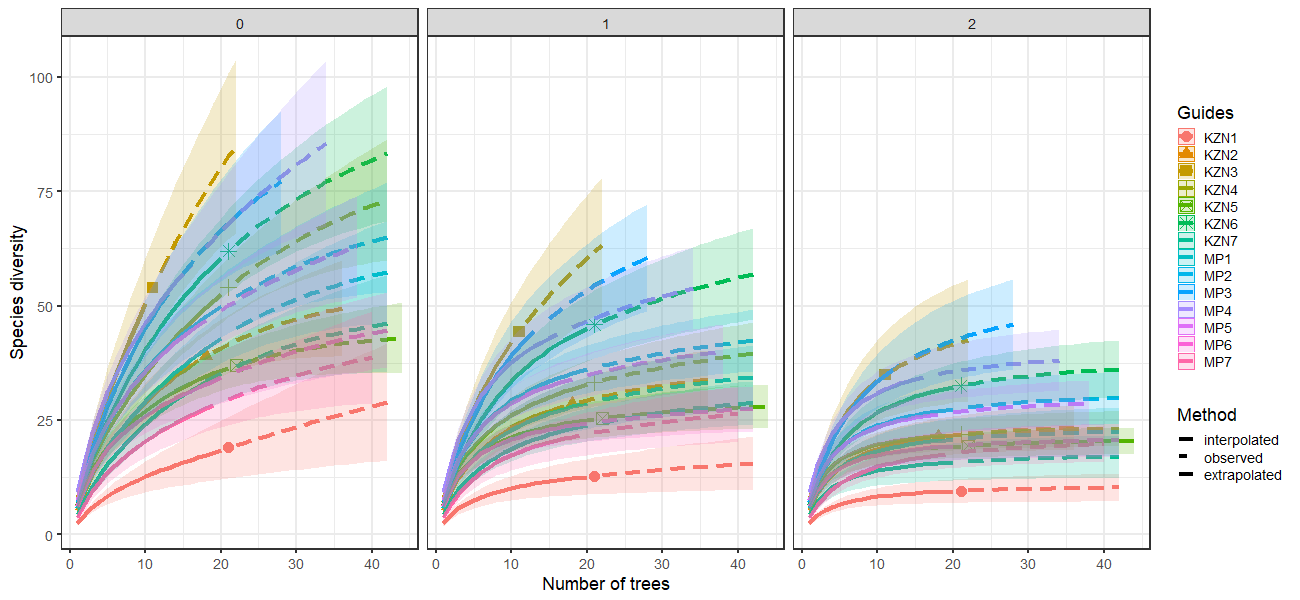 0 1 2
Species diversity
100
75
50
25
0
0 10 20 30 40 0 10 20 30 40 0 10 20 30 40
Number of trees
Guides
KZN1
KZN2
KZN3
KZN4
KZN5
KZN6
KZN7
MP1
MP2
MP3
MP4
MP5
MP6
MP7
Method
interpolated
observed
extrapolated